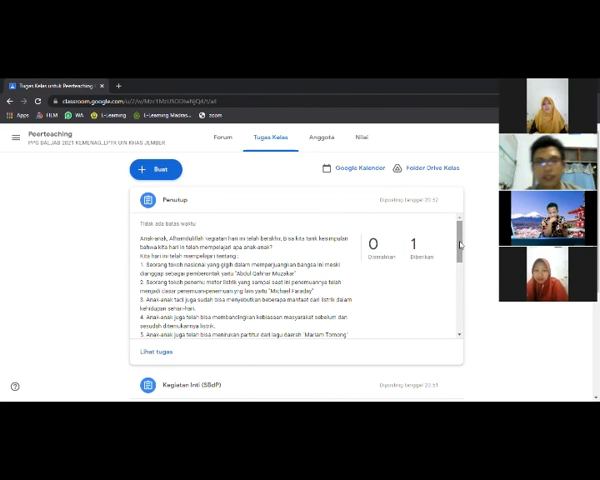 Tugas Kelas untuk Peerteaching
classroom.google.com
Apps HLM WA E-Learning E-Learning Madras... zoom
Peerteaching
PPG DALJAB 2021 KEMENAG_LPTK UIN KHAS JEMBER
Forum Tugas Kelas Anggota Nilai
+ Buat
Google Kalender Folder Drive Kelas
Penutup Diposting tanggal 20.52
Tidak ada batas waktu
Anak-anak, Alhamdulillah kegiatan hari ini telah berakhir, bisa kita tarik kesimpulan
bahwa kita hari ini telah mempelajari apa anak-anak?
Kita hari ini telah mempelajari tentang :
1. Seorang tokoh nasional yang gigih dalam memperjuangkan bangsa ini meski
dianggap sebagai pemberontak yaitu "Abdul Qahhar Muzakar"
2. Seorang tokoh penemu motor listrik yang sampai saat ini penemuannya telah
menjadi dasar penemuan-penemuan yng lain yaitu "Michael Faraday"
3. Anak-anak tadi juga sudah bisa menyebutkan beberapa manfaat dari listrik dalam
kehidupan sehari-hari.
4. Anak-anak juga telah bisa membandingkan kebiasaan masyarakat sebelum dan
sesudah ditemukannya listrik.
5. Anak-anak juga telah bisa menirukan partitur dari lagu daerah "Mariam Tomong"
0 1
Diserahkan Diberikan
Lihat tugas
Kegiatan Inti (SBdP) Diposting tanggal 20.51